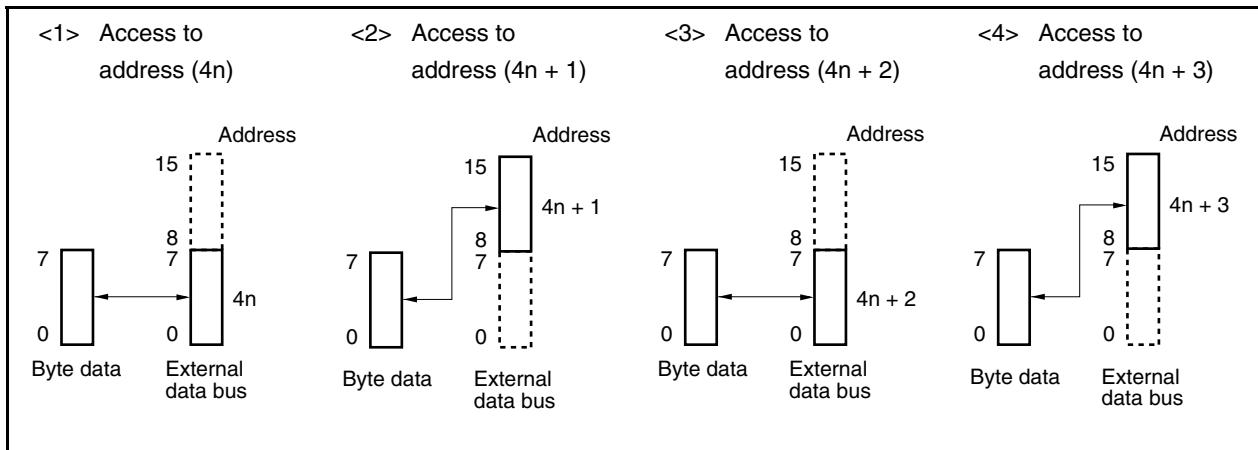 <1> Access to
address (4n)
Address
15
8
7
7
4n
0
0
Byte data
External
data bus
<2> Access to
address (4n + 1)
Address
15
4n + 1
8
7
7
0
0
Byte data
External
data bus
<3> Access to
address (4n + 2)
Address
15
8
7
7
4n + 2
0
0
Byte data
External
data bus
<4> Access to
address (4n + 3)
Address
15
4n + 3
8
7
7
0
0
Byte data
External
data bus